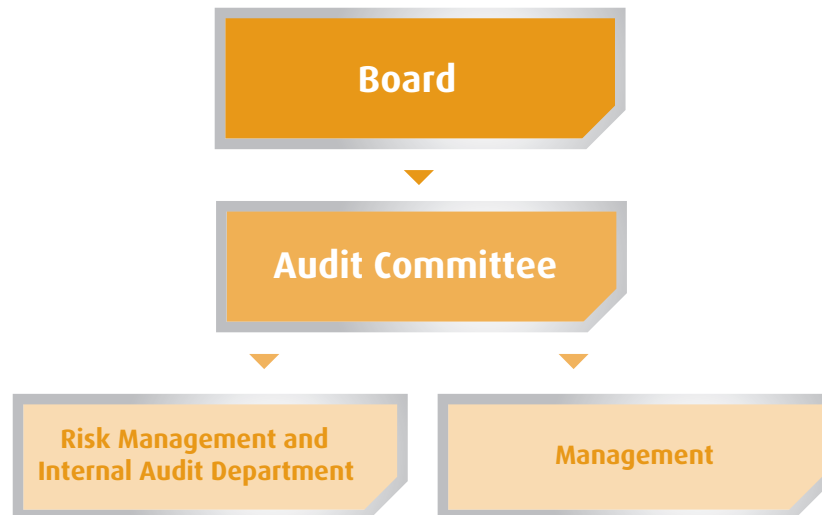 Board
Audit Committee
Risk Management and
Internal Audit Department
Management